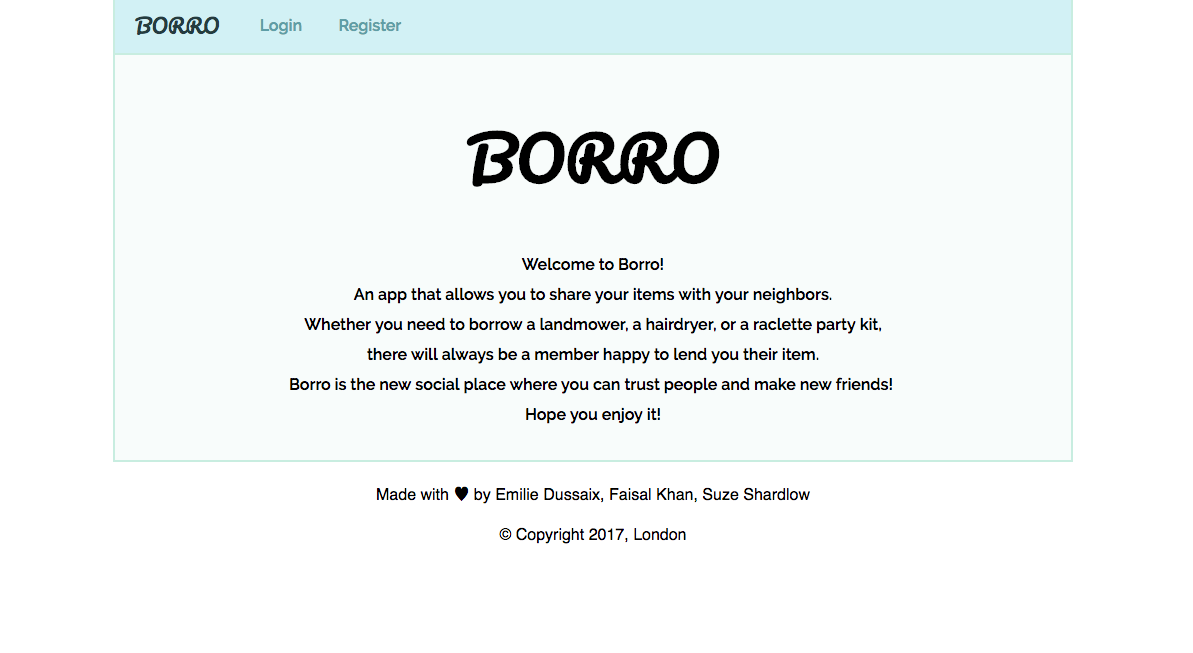 BORRO Login Register
BORRO
Welcome to Borro!
An app that allows you to share your items with your neighbors.
Whether you need to borrow a landmower, a hairdryer, or a raclette party kit,
there will always be a member happy to lend you their item.
Borro is the new social place where you can trust people and make new friends!
Hope you enjoy it!
Made with ♥ by Emilie Dussaix, Faisal Khan, Suze Shardlow
© Copyright 2017, London